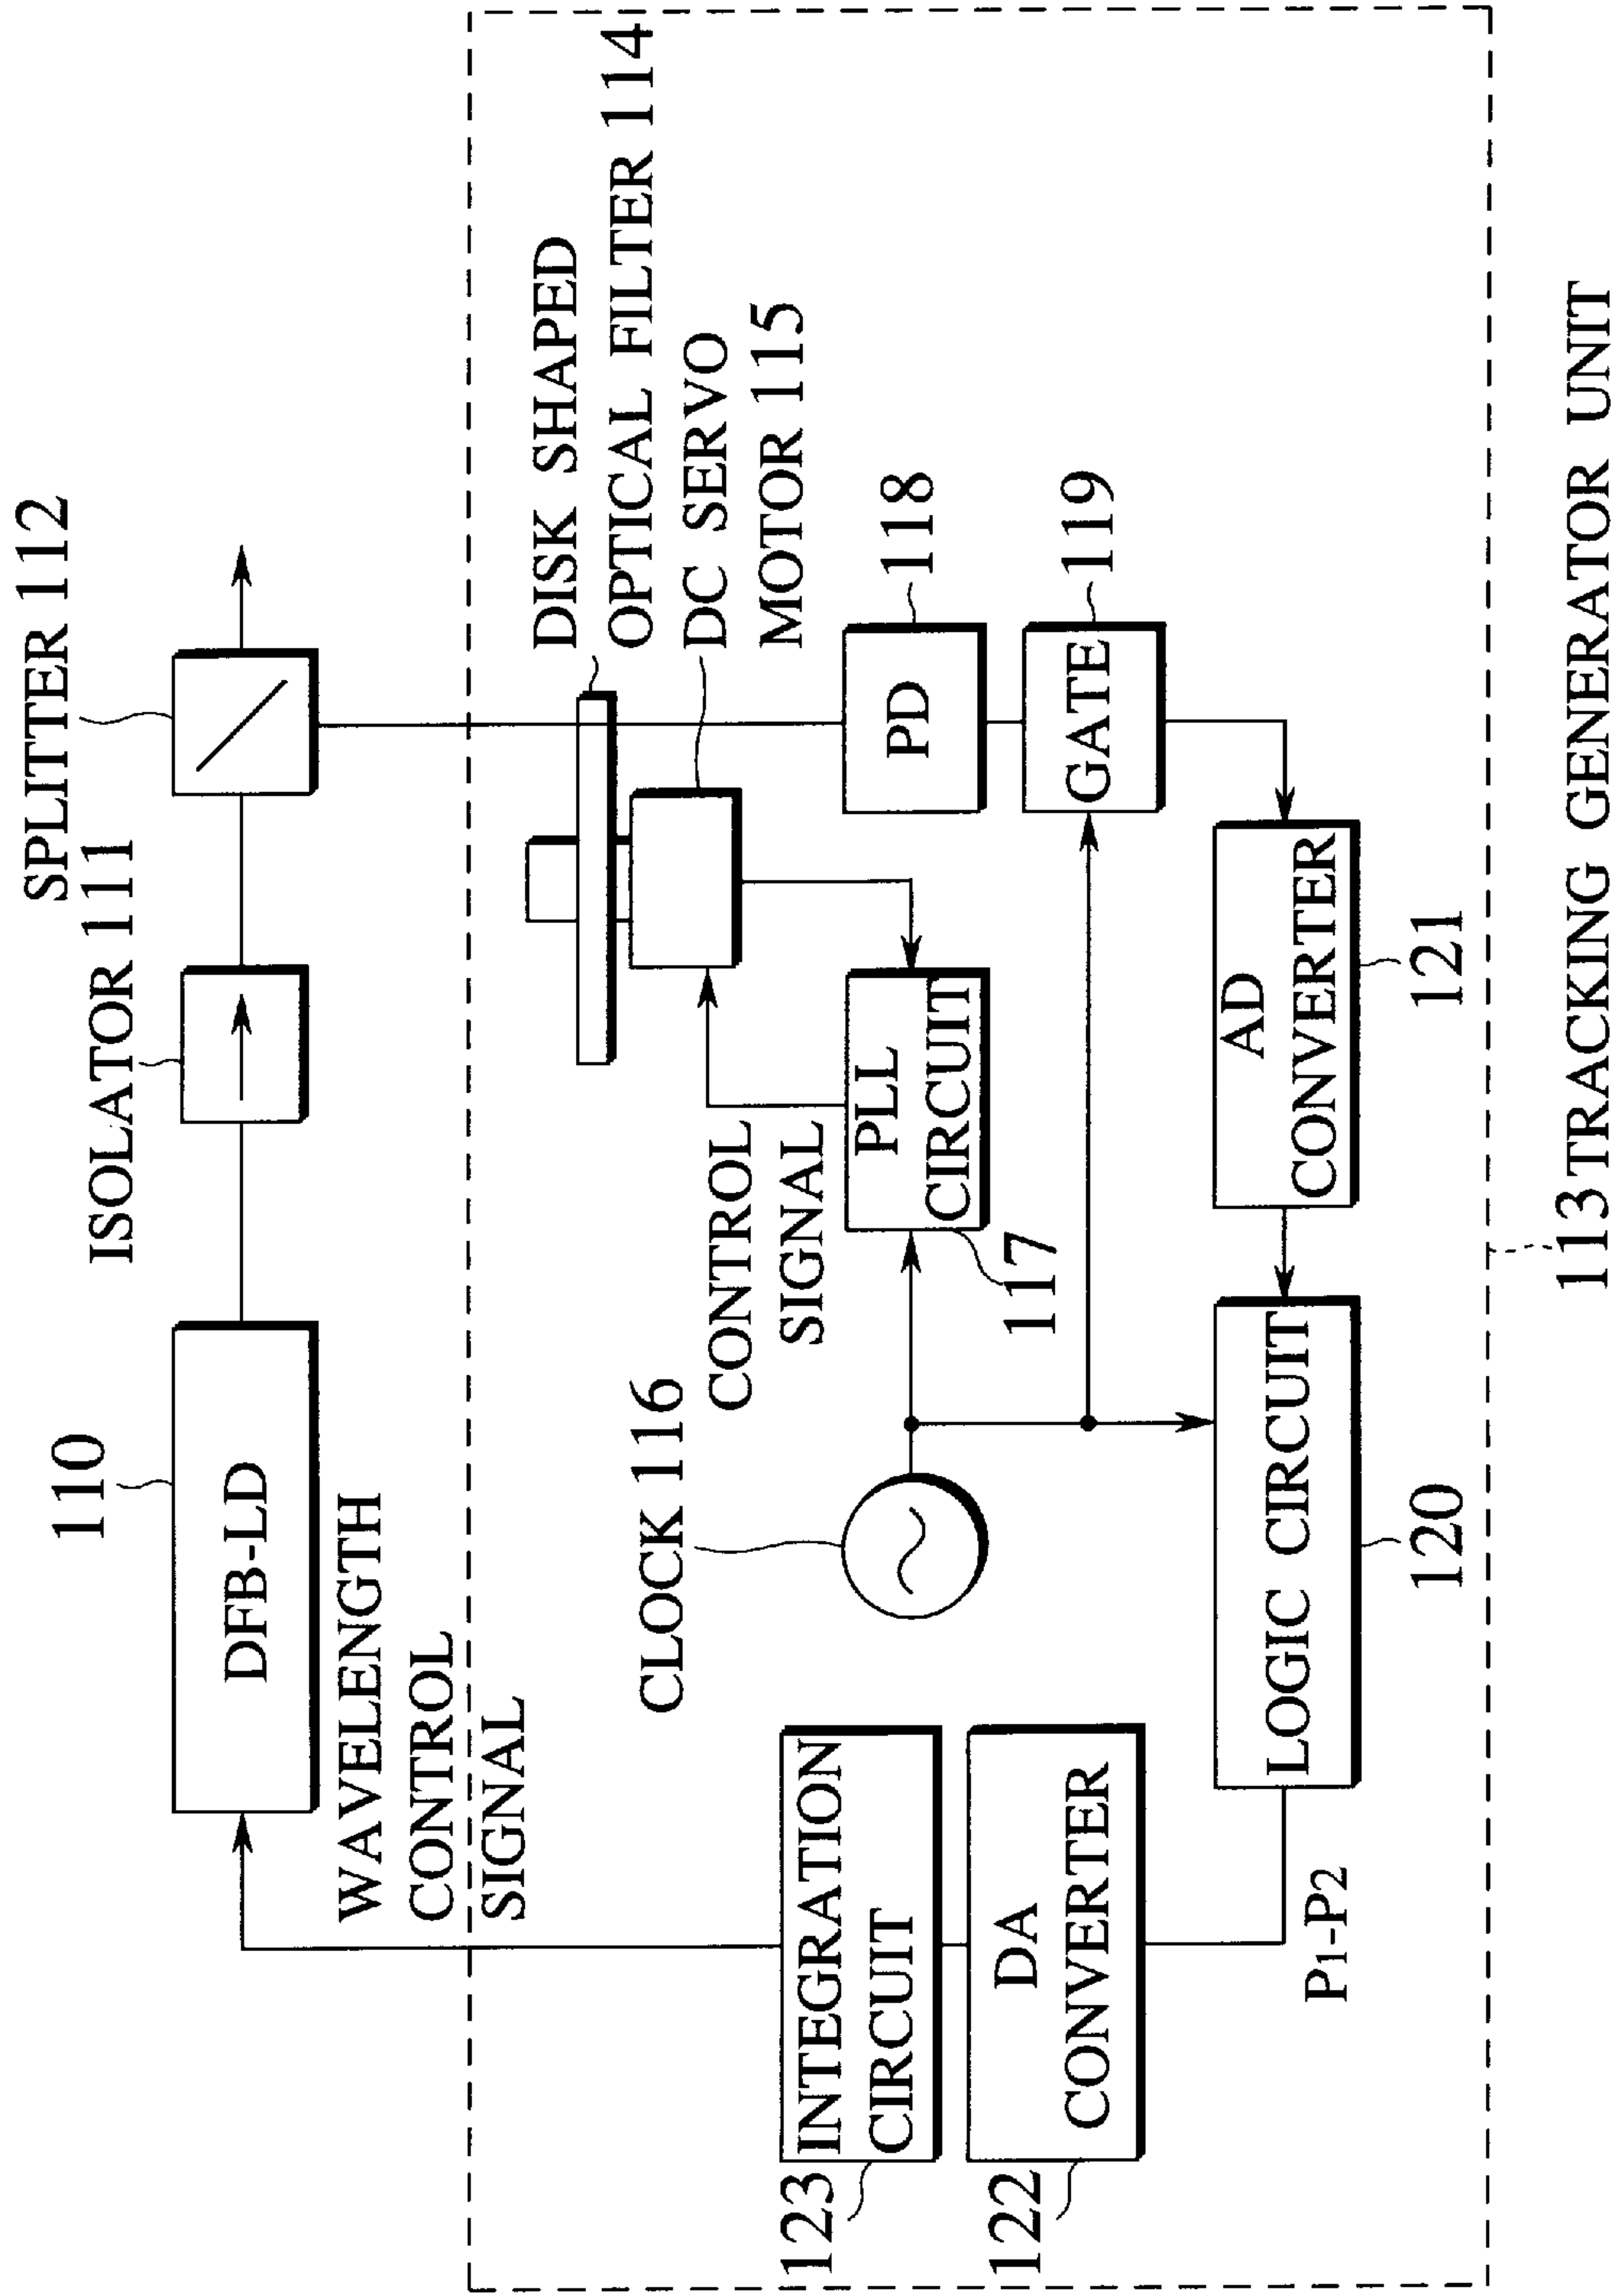 SPLITTER 112
ISOLATOR 111
110
DFB-LD
WAVELENGTH
CONTROL
SIGNAL
DISK SHAPED
OPTICAL FILTER 114
DC SERVO
MOTOR 115
CLOCK 116
CONTROL
SIGNAL
PLL
CIRCUIT
117
PD
118
GATE
119
INTEGRATION
CIRCUIT
123
DA
CONVERTER
122
P1-P2
LOGIC CIRCUIT
120
AD
CONVERTER
121
113 TRACKING GENERATOR UNIT